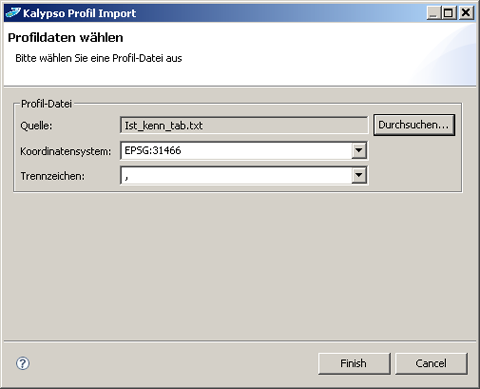 Kalypso Profil Import
Profildaten wählen
Bitte wählen Sie eine Profil-Datei aus
Profil-Datei
Quelle: Ist_kenn_tab.txt Durchsuchen...
Koordinatensystem: EPSG:31466
Trennzeichen: ,
? Finish Cancel